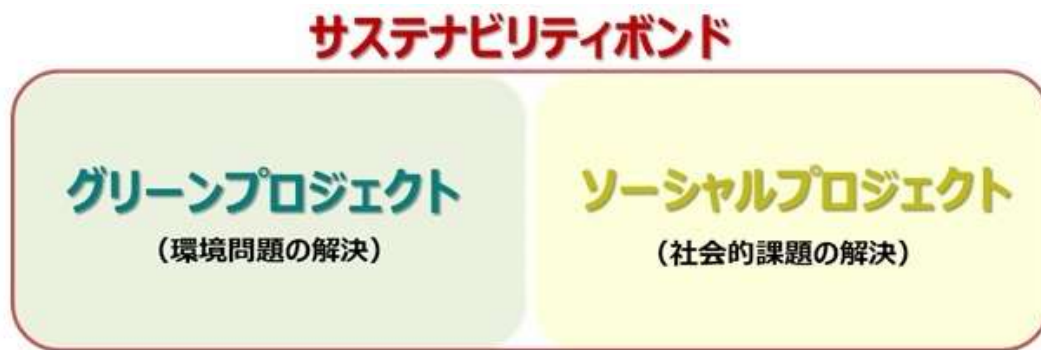 サステナビリティボンド
グリーンプロジェクト
（環境問題の解決）
ソーシャルプロジェクト
（社会的課題の解決）